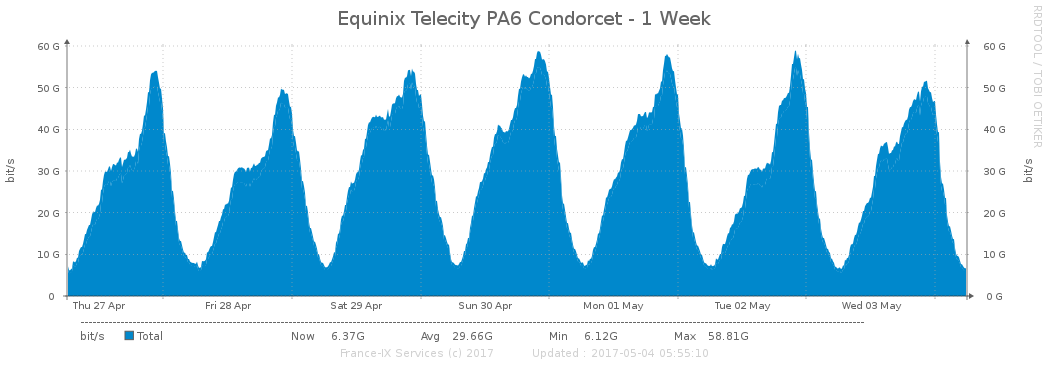 Equinix Telecity PA6 Condorcet - 1 Week
RRDTOOL / TOBI OETIKER
bit/s
60 G
50 G
40 G
30 G
20 G
10 G
0
60 G
50 G
40 G
30 G
20 G
10 G
0 G
bit/s
Thu 27 Apr Fri 28 Apr Sat 29 Apr Sun 30 Apr Mon 01 May Tue 02 May Wed 03 May
bit/s Total Now 6.37G Avg 29.66G Min 6.12G Max 58.81G
France-IX Services (c) 2017 Updated : 2017-05-04 05:55:10